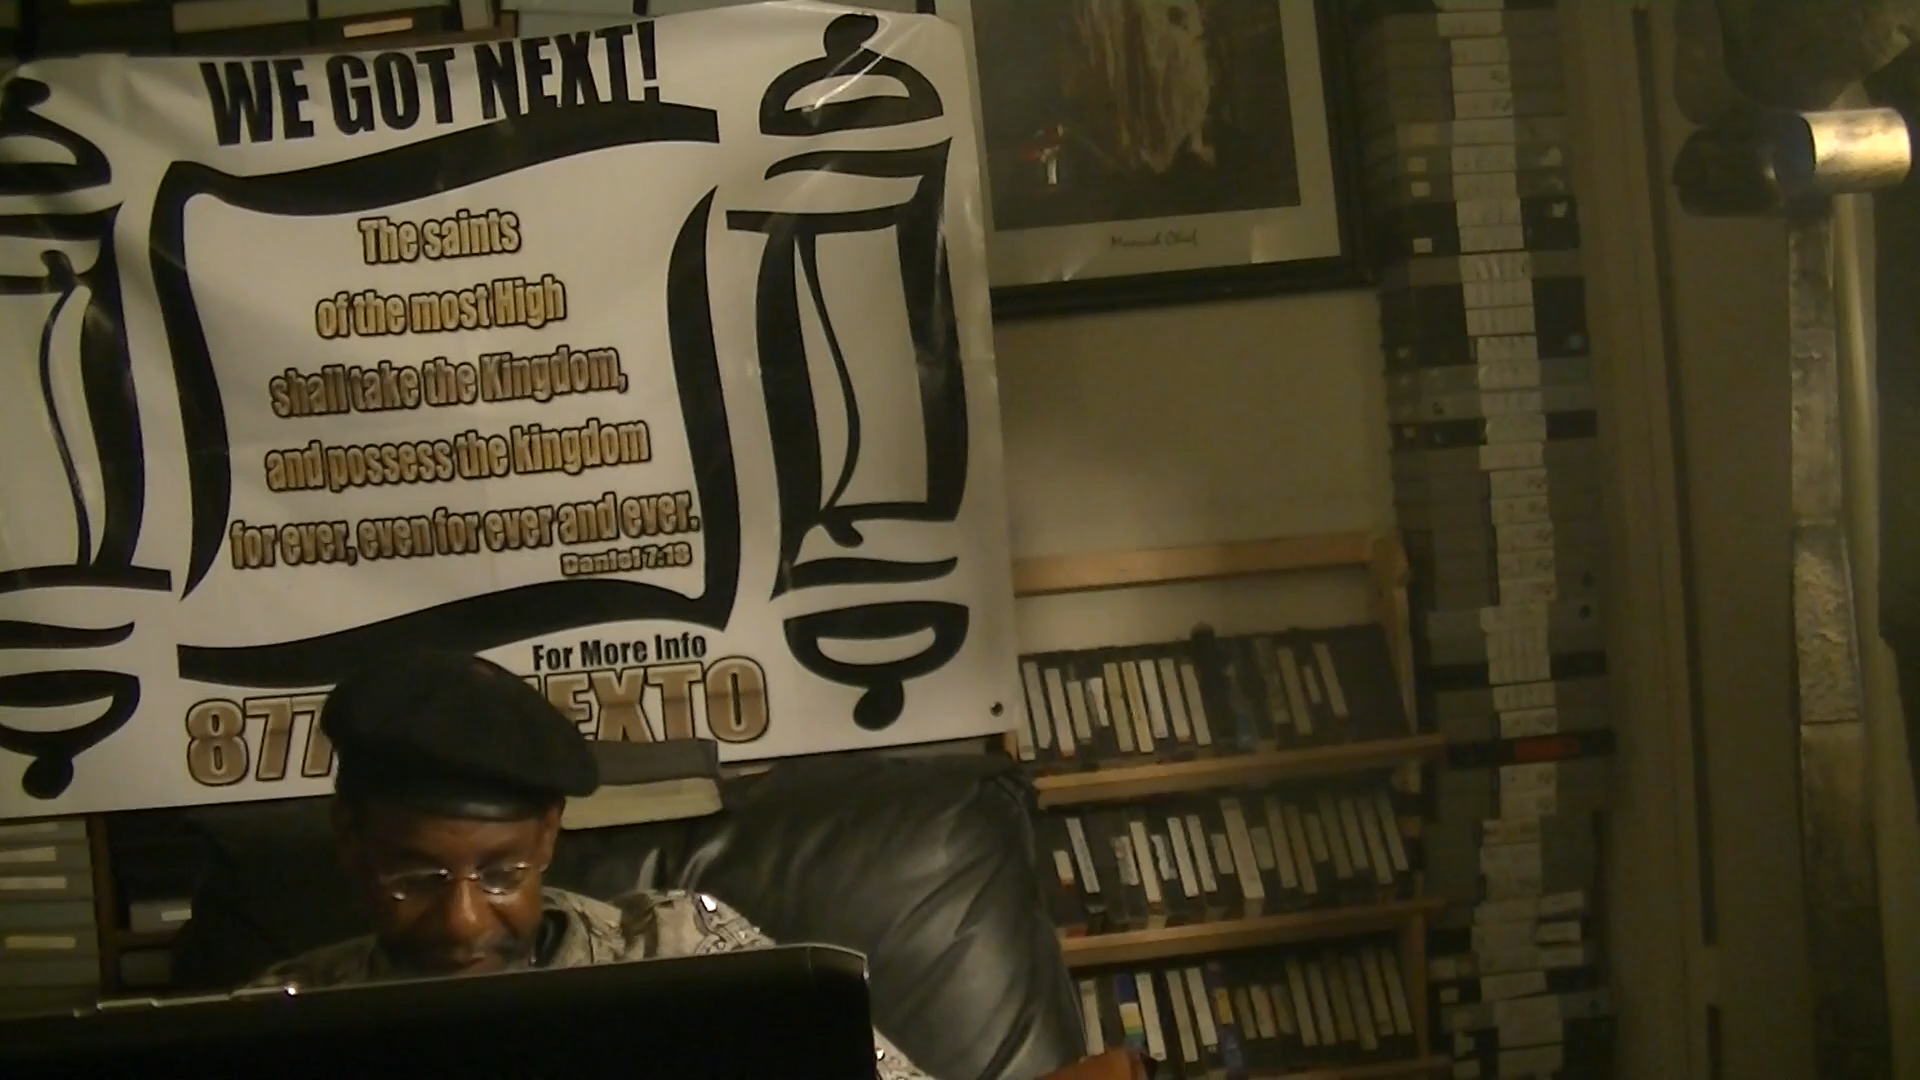 WE GOT NEXT!
The saints
of the most High
shall take the Kingdom,
and possess the kingdom
for ever, even for ever and ever.
Daniel 7:18
For More Info
877 EXTO